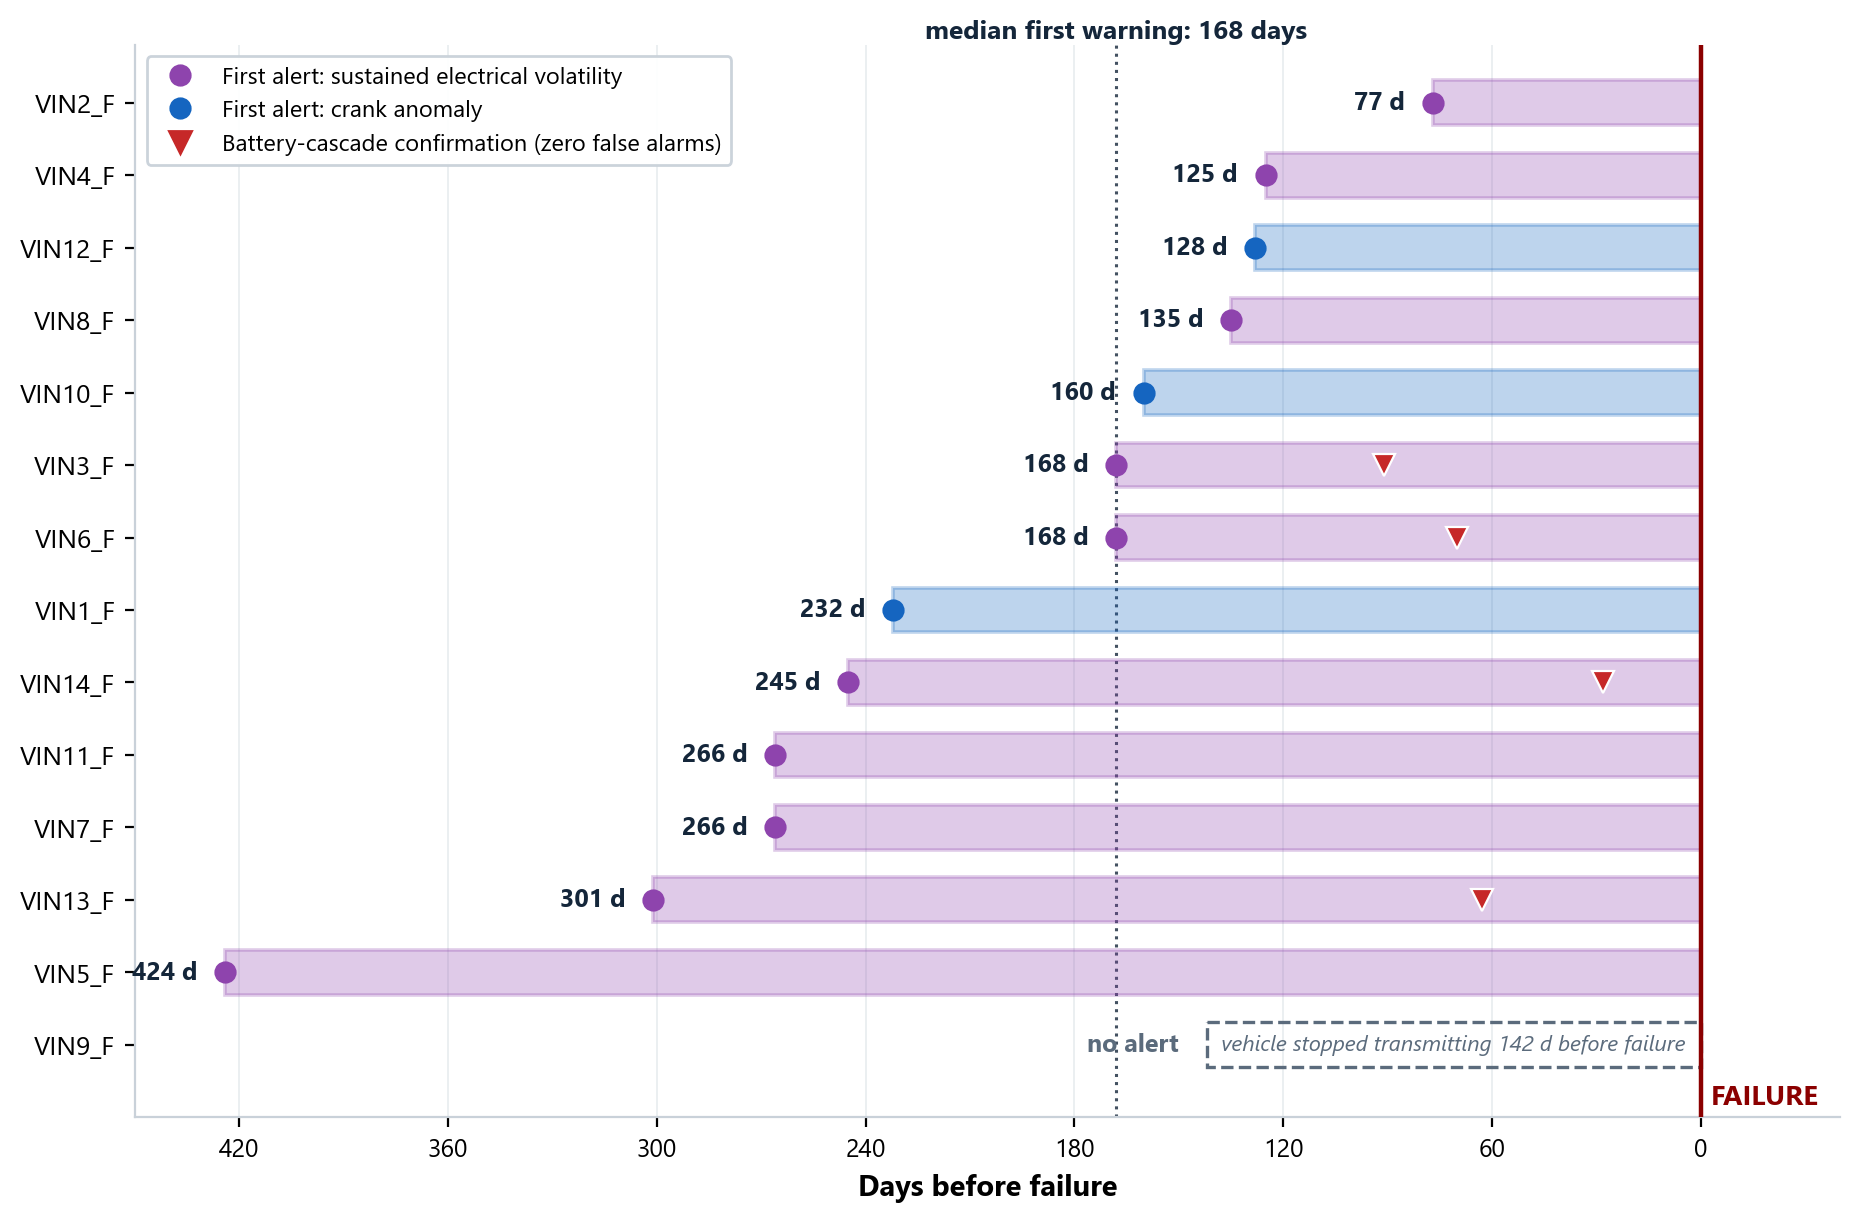 median first warning: 168 days
First alert: sustained electrical volatility
First alert: crank anomaly
Battery-cascade confirmation (zero false alarms)
VIN2_F
77 d
VIN4_F
125 d
VIN12_F
128 d
VIN8_F
135 d
VIN10_F
160 d
VIN3_F
168 d
VIN6_F
168 d
VIN1_F
232 d
VIN14_F
245 d
VIN11_F
266 d
VIN7_F
266 d
VIN13_F
301 d
VIN5_F
424 d
VIN9_F
no alert
vehicle stopped transmitting 142 d before failure
FAILURE
420 360 300 240 180 120 60 0
Days before failure